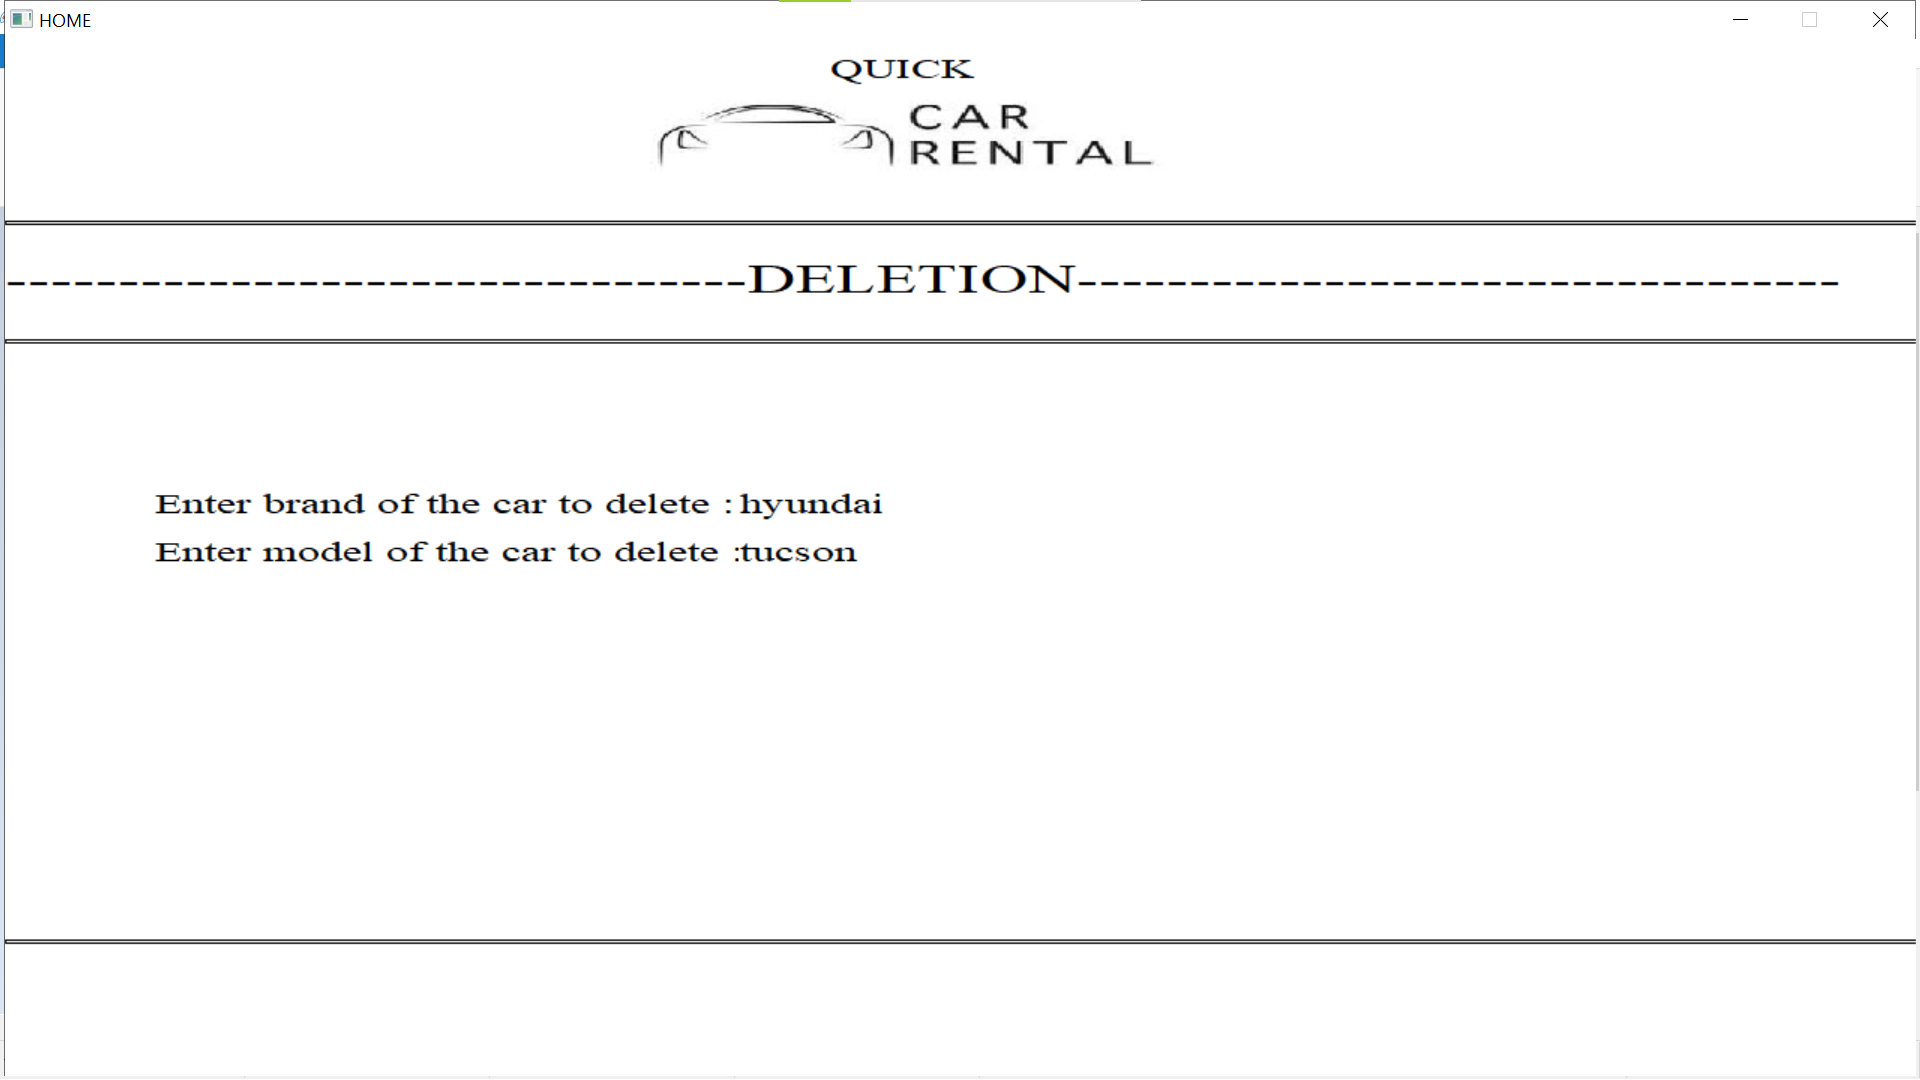 HOME
QUICK
CAR
RENTAL
---------------------------------DELETION----------------------------------
Enter brand of the car to delete : hyundai
Enter model of the car to delete :tucson